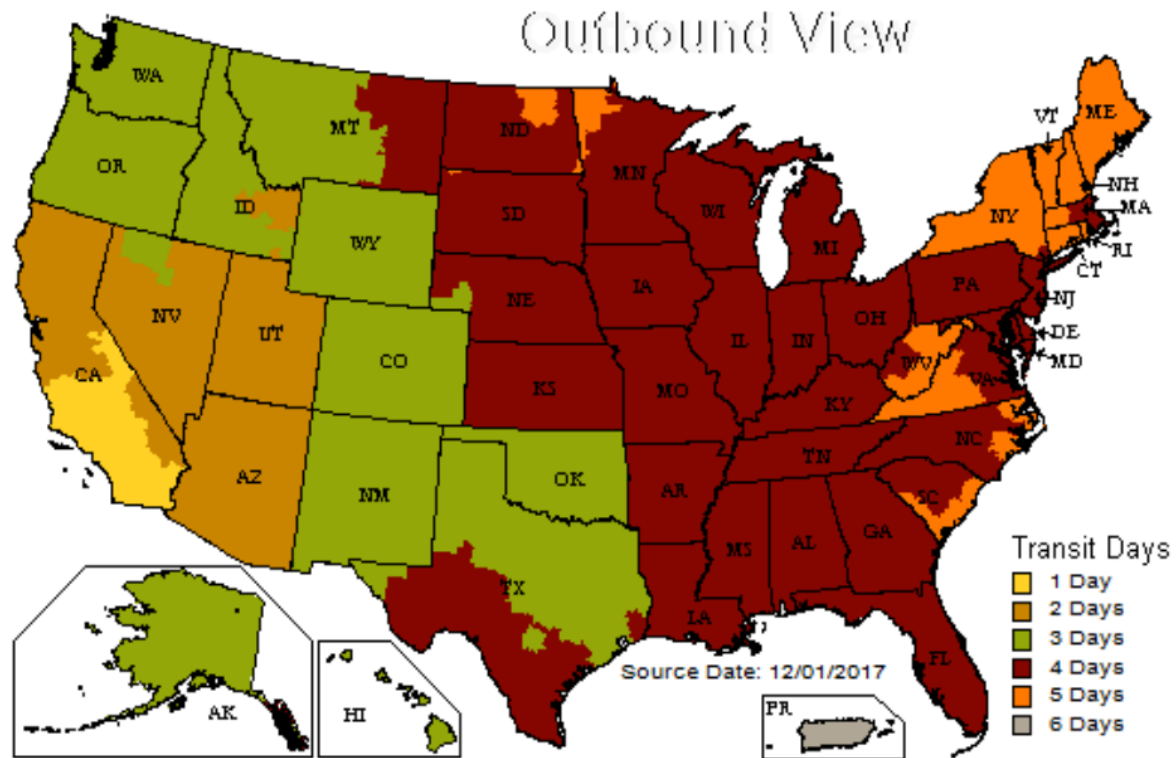 Outbound View
WA
MT
ND
MN
VT
ME
OR
ID
SD
WI
NY
NH
MA
WY
MI
RI
CT
NV
UT
NE
IA
PA
NJ
CA
CO
IL
IN
OH
DE
MD
KS
MO
WV
VA
KY
NC
TN
AZ
NM
OK
AR
SC
MS
AL
GA
TX
LA
FL
AK
HI
PR
Source Date: 12/01/2017
Transit Days
1 Day
2 Days
3 Days
4 Days
5 Days
6 Days